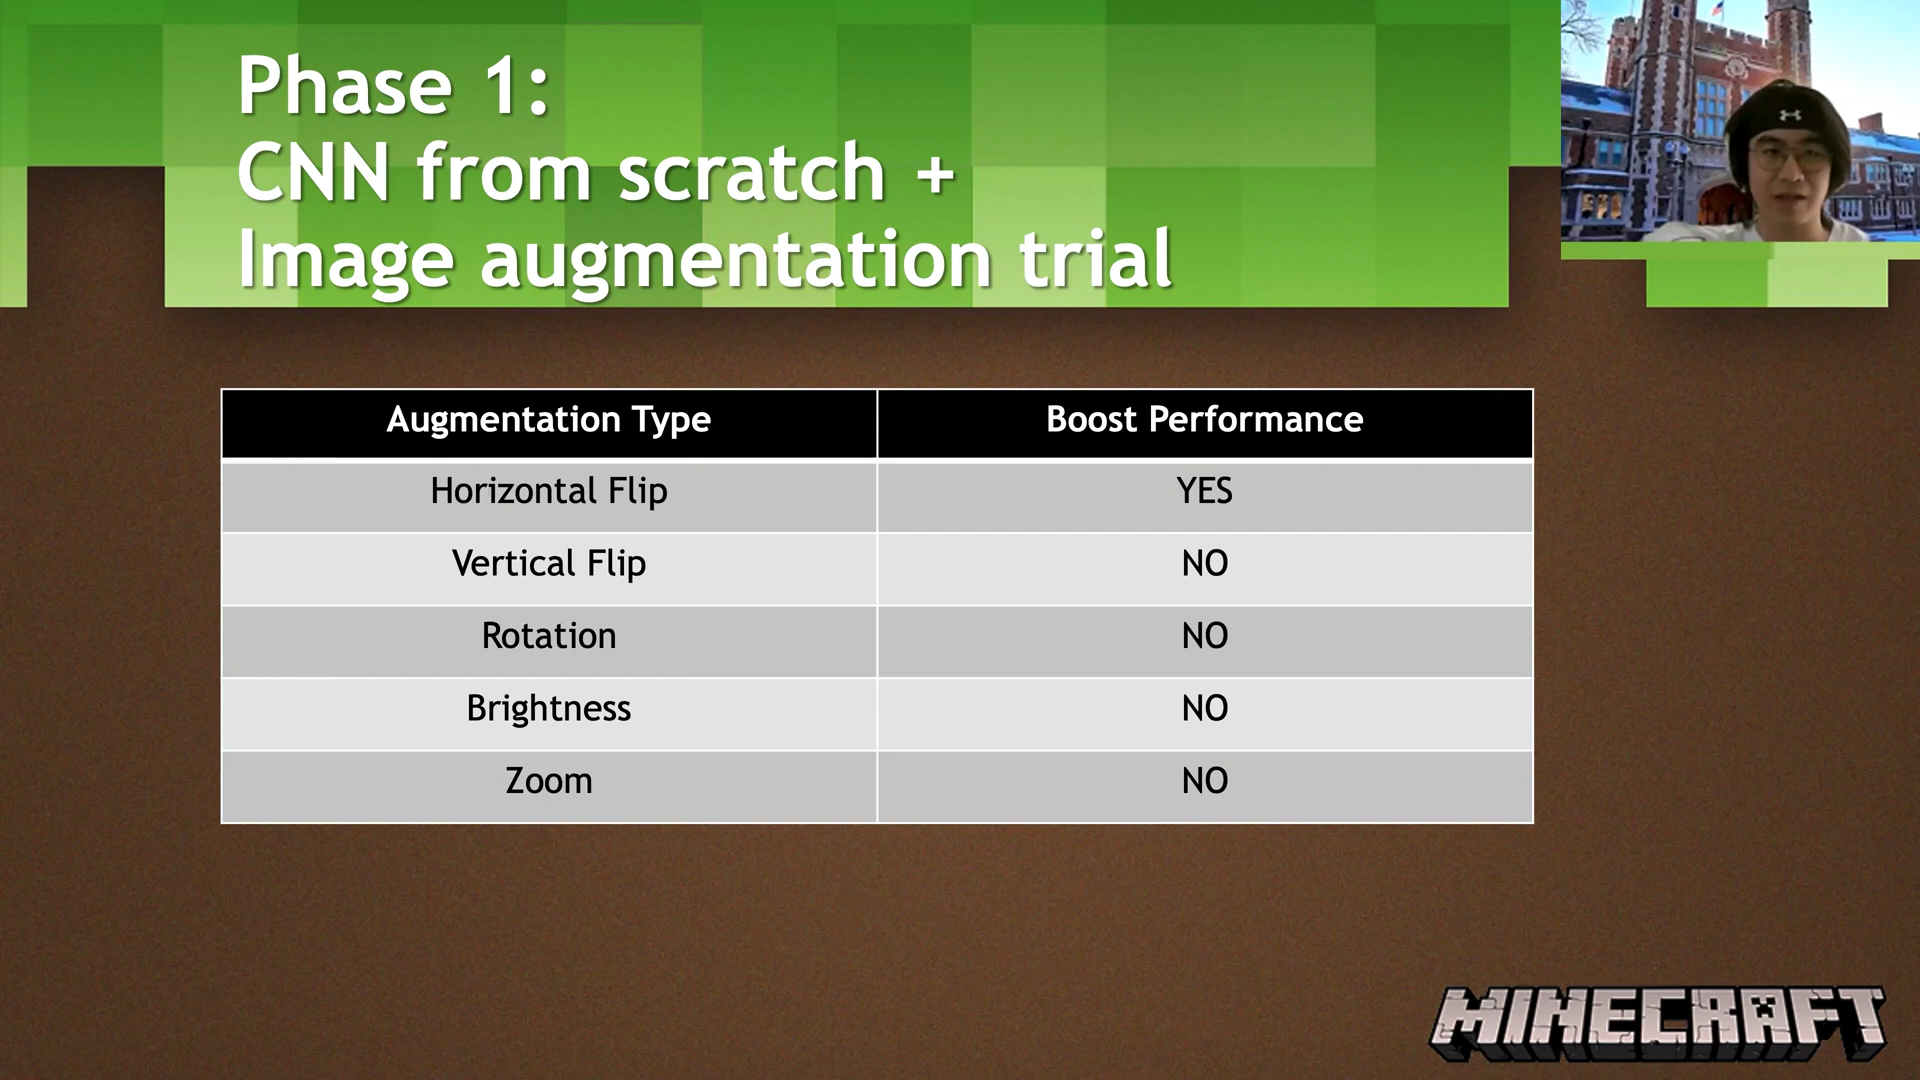 Phase 1:
CNN from scratch +
Image augmentation trial
Augmentation Type Boost Performance
Horizontal Flip YES
Vertical Flip NO
Rotation NO
Brightness NO
Zoom NO
MINECRAFT